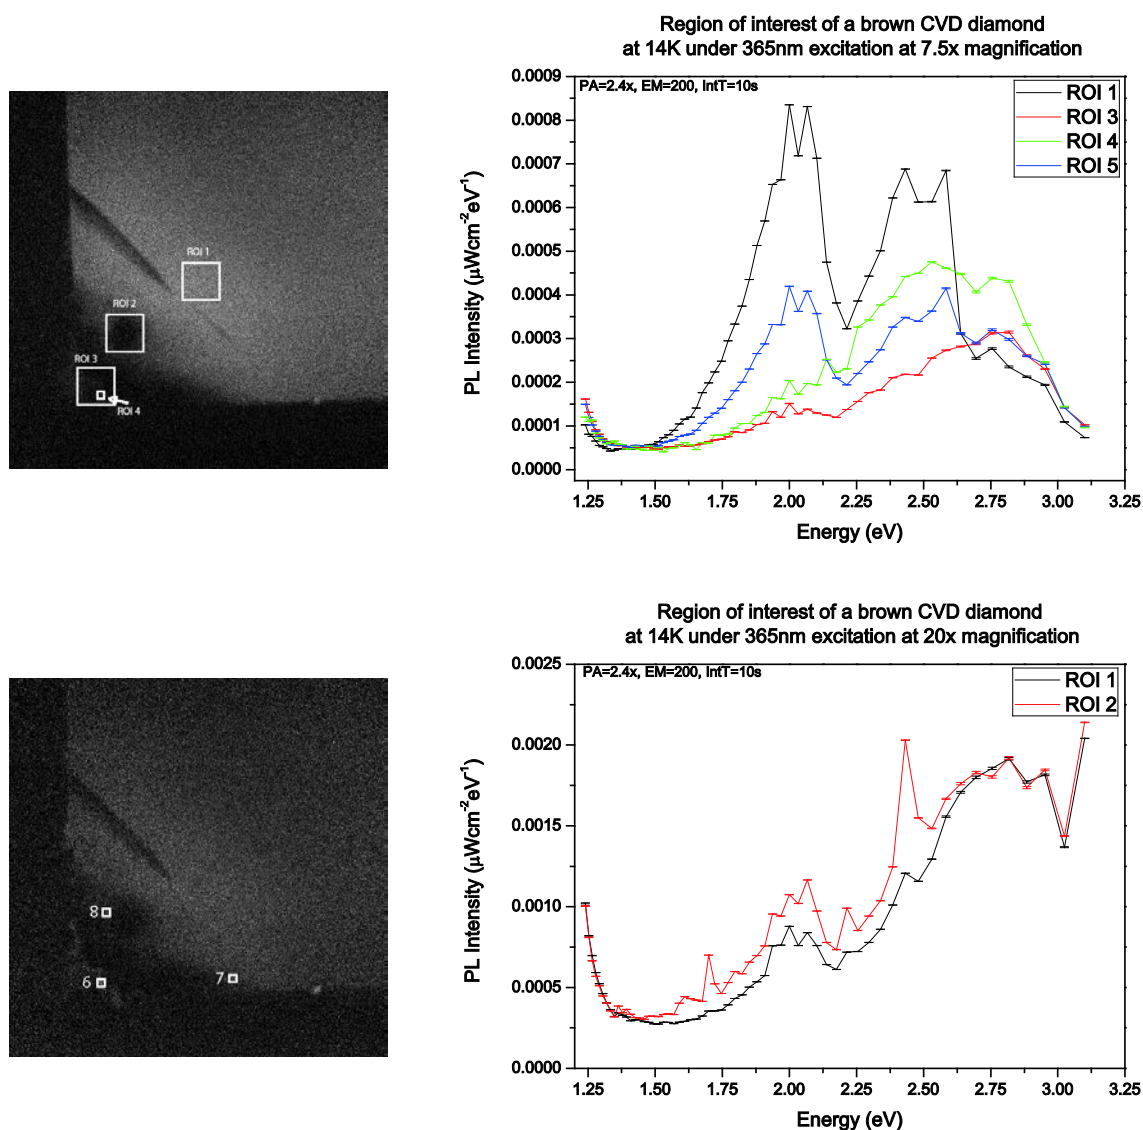 Region of interest of a brown CVD diamond
at 14K under 365nm excitation at 7.5x magnification
PA=2.4x, EM=200, IntT=10s
ROI 1
ROI 3
ROI 4
ROI 5
0.0009
0.0008
0.0007
0.0006
0.0005
0.0004
0.0003
0.0002
0.0001
0.0000
PL Intensity (μWcm⁻²eV⁻¹)
1.25 1.50 1.75 2.00 2.25 2.50 2.75 3.00 3.25
Energy (eV)
ROI 1
ROI 2
ROI 3
ROI 4
Region of interest of a brown CVD diamond
at 14K under 365nm excitation at 20x magnification
PA=2.4x, EM=200, IntT=10s
ROI 1
ROI 2
0.0025
0.0020
0.0015
0.0010
0.0005
0.0000
PL Intensity (μWcm⁻²eV⁻¹)
1.25 1.50 1.75 2.00 2.25 2.50 2.75 3.00 3.25
Energy (eV)
8
6
7